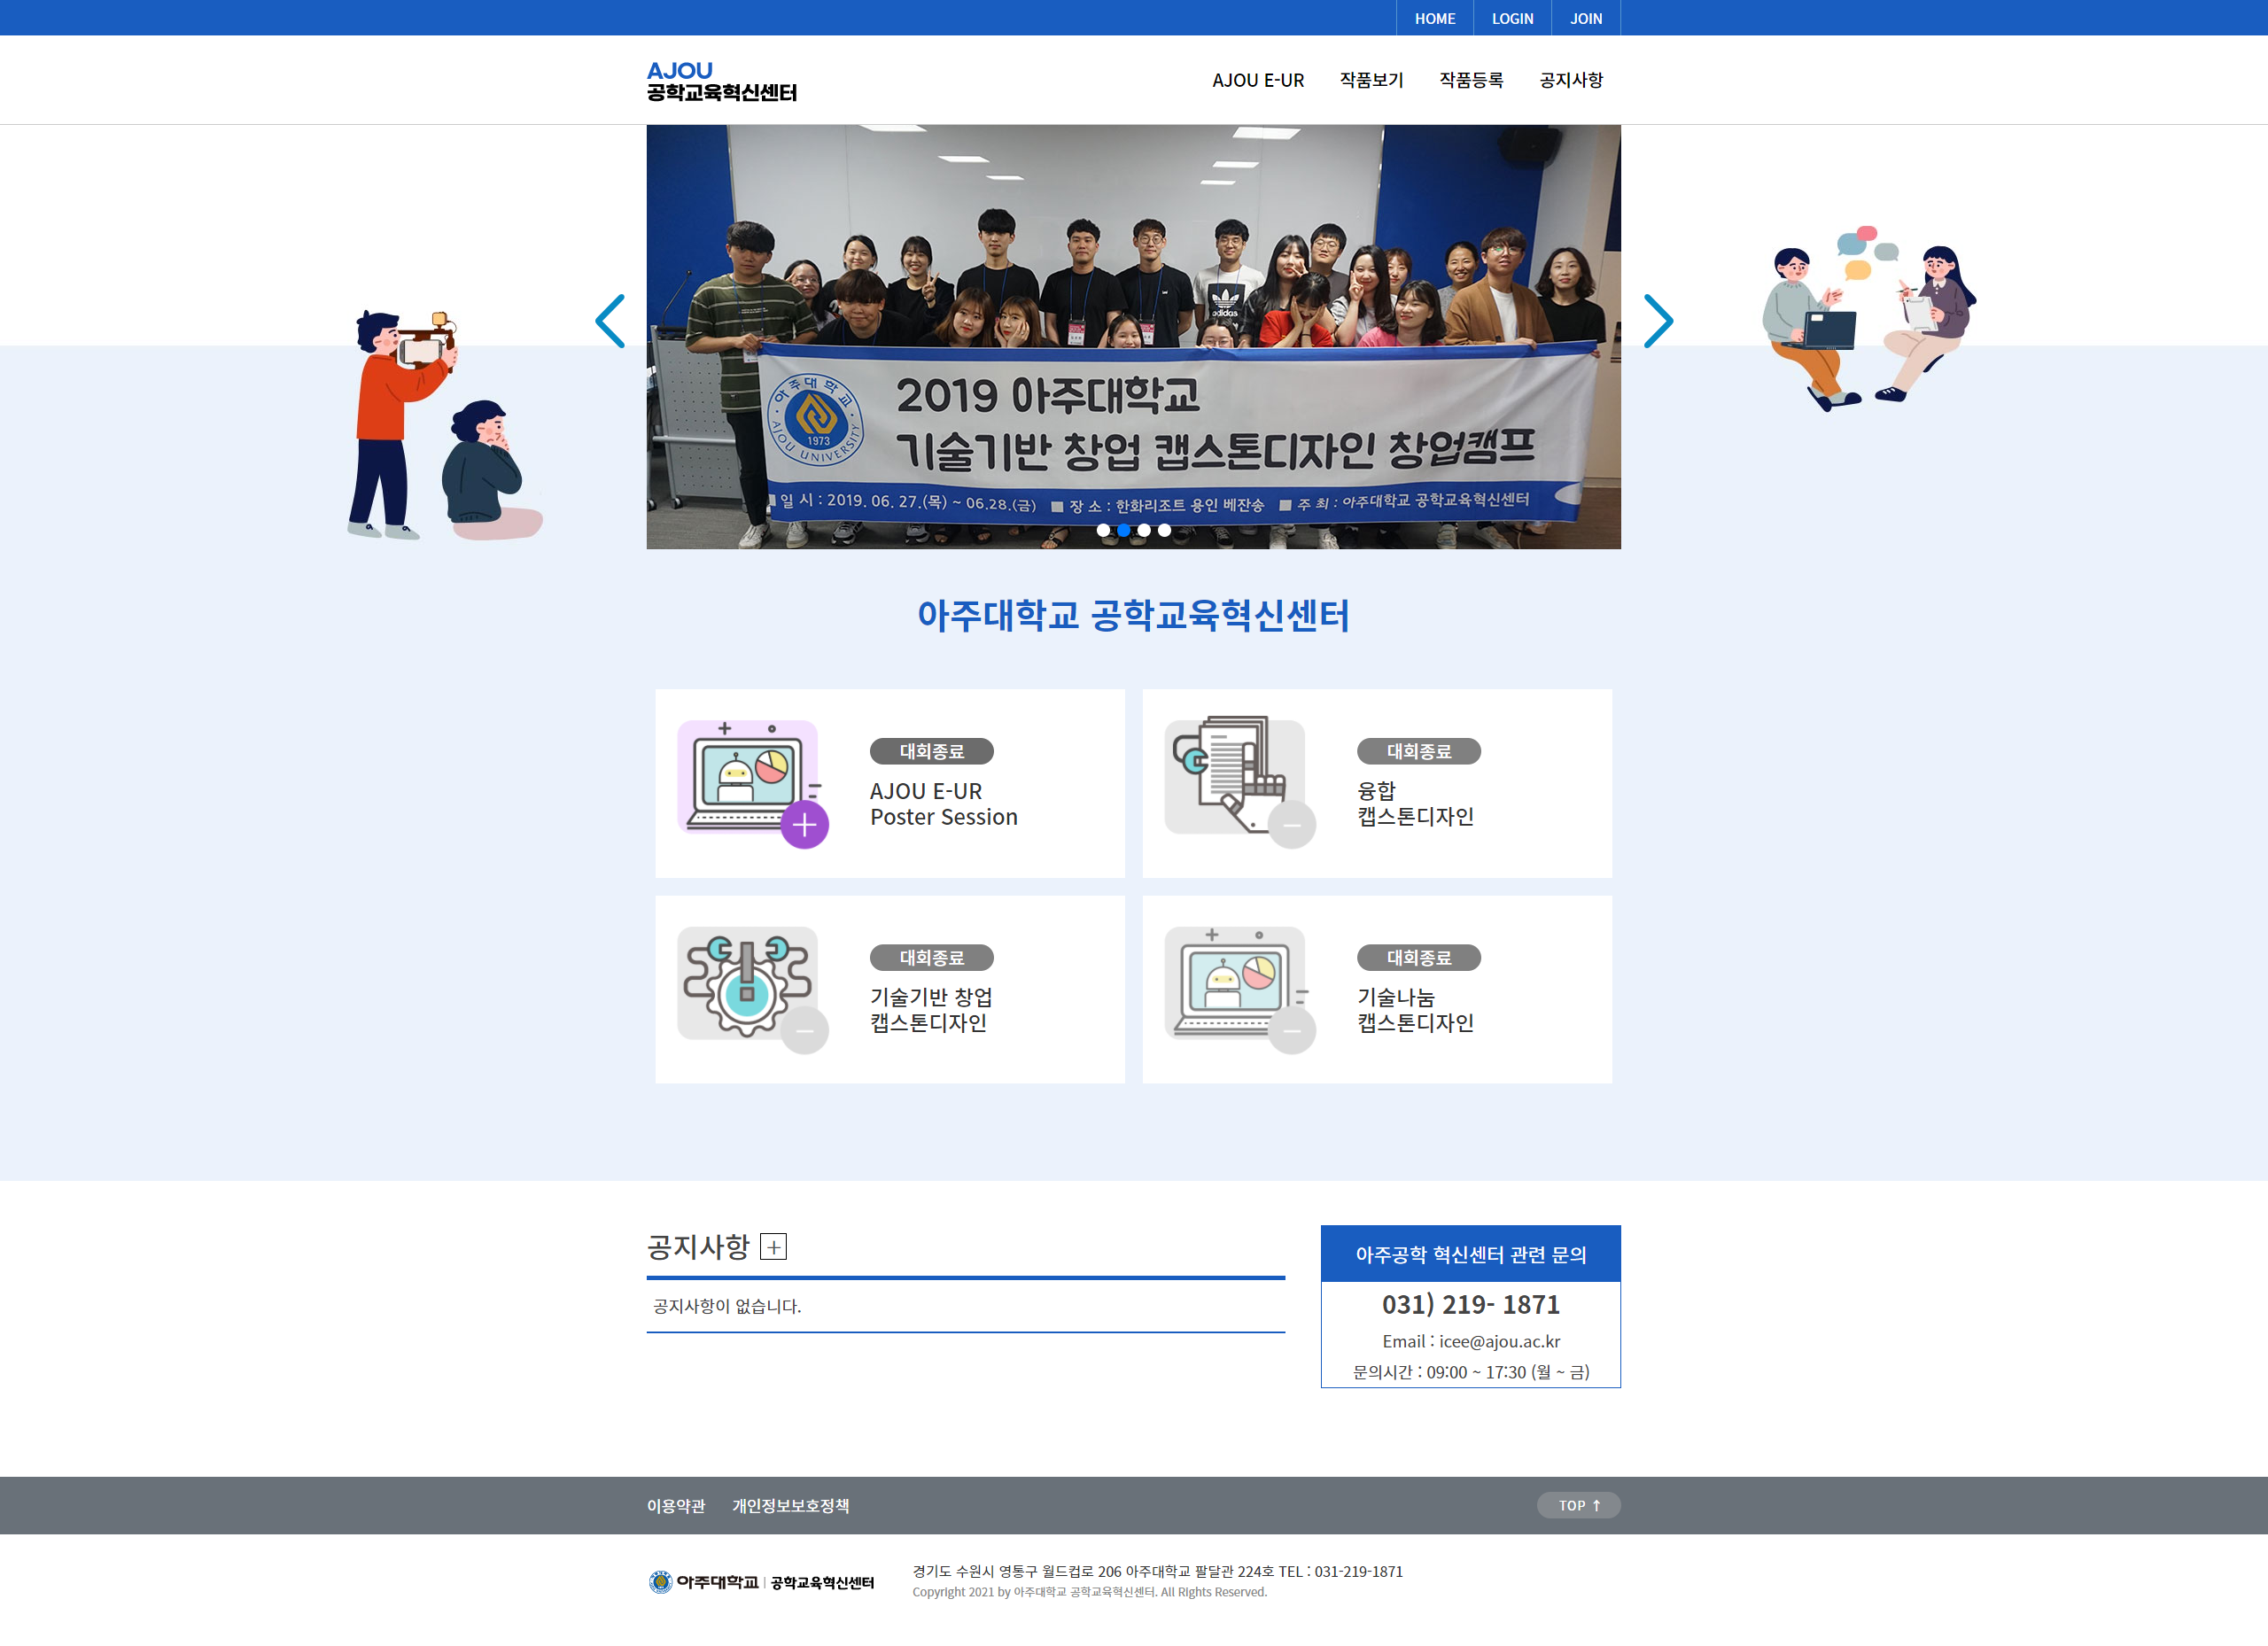 HOME
LOGIN
JOIN
AJOU
공학교육혁신센터
AJOU E-UR
작품보기
작품등록
공지사항
adidas
아주대학교
1973
AJOU UNIVERSITY
2019 아주대학교
기술기반 창업 캡스톤디자인 창업캠프
■ 일 시 : 2019. 06. 27.(목) ~ 06.28.(금) ■ 장 소 : 한화리조트 용인 베잔송 ■ 주 최 : 아주대학교 공학교육혁신센터
아주대학교 공학교육혁신센터
대회종료
AJOU E-UR
Poster Session
대회종료
융합
캡스톤디자인
대회종료
기술기반 창업
캡스톤디자인
대회종료
기술나눔
캡스톤디자인
공지사항
공지사항이 없습니다.
아주공학 혁신센터 관련 문의
031) 219- 1871
Email : icee@ajou.ac.kr
문의시간 : 09:00 ~ 17:30 (월 ~ 금)
이용약관
개인정보보호정책
TOP ↑
아주대학교 | 공학교육혁신센터
경기도 수원시 영통구 월드컵로 206 아주대학교 팔달관 224호 TEL : 031-219-1871
Copyright 2021 by 아주대학교 공학교육혁신센터. All Rights Reserved.